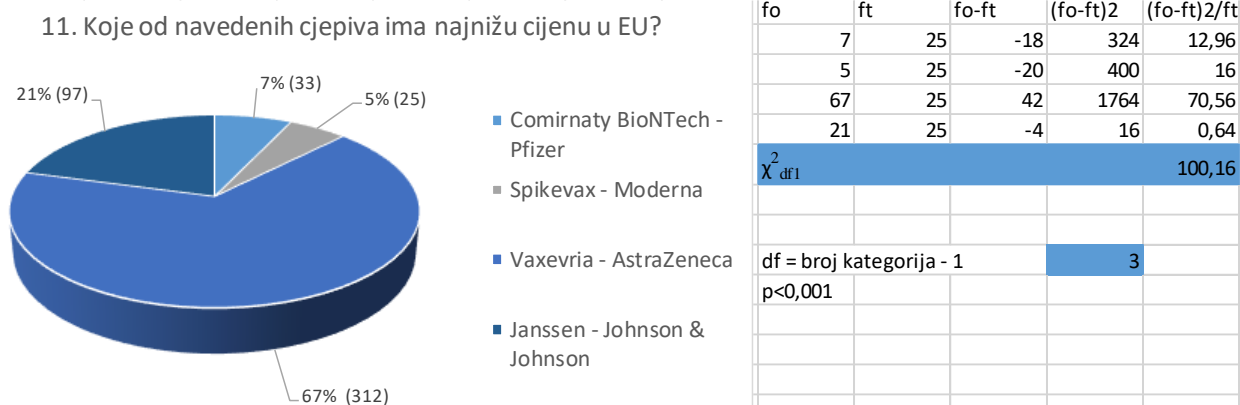 11. Koje od navedenih cjepiva ima najnižu cijenu u EU?
7% (33)
5% (25)
21% (97)
67% (312)
Comirnaty BioNTech -
Pfizer
Spikevax - Moderna
Vaxevria - AstraZeneca
Janssen - Johnson &
Johnson
fo ft fo-ft (fo-ft)2 (fo-ft)2/ft
7 25 -18 324 12,96
5 25 -20 400 16
67 25 42 1764 70,56
21 25 -4 16 0,64
χ2df1 100,16
df = broj kategorija - 1 3
p<0,001